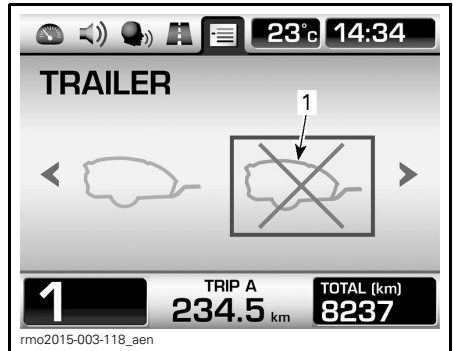 23°c 14:34
TRAILER
1
1 TRIP A 234.5 km TOTAL (km) 8237
rmo2015-003-118_aen